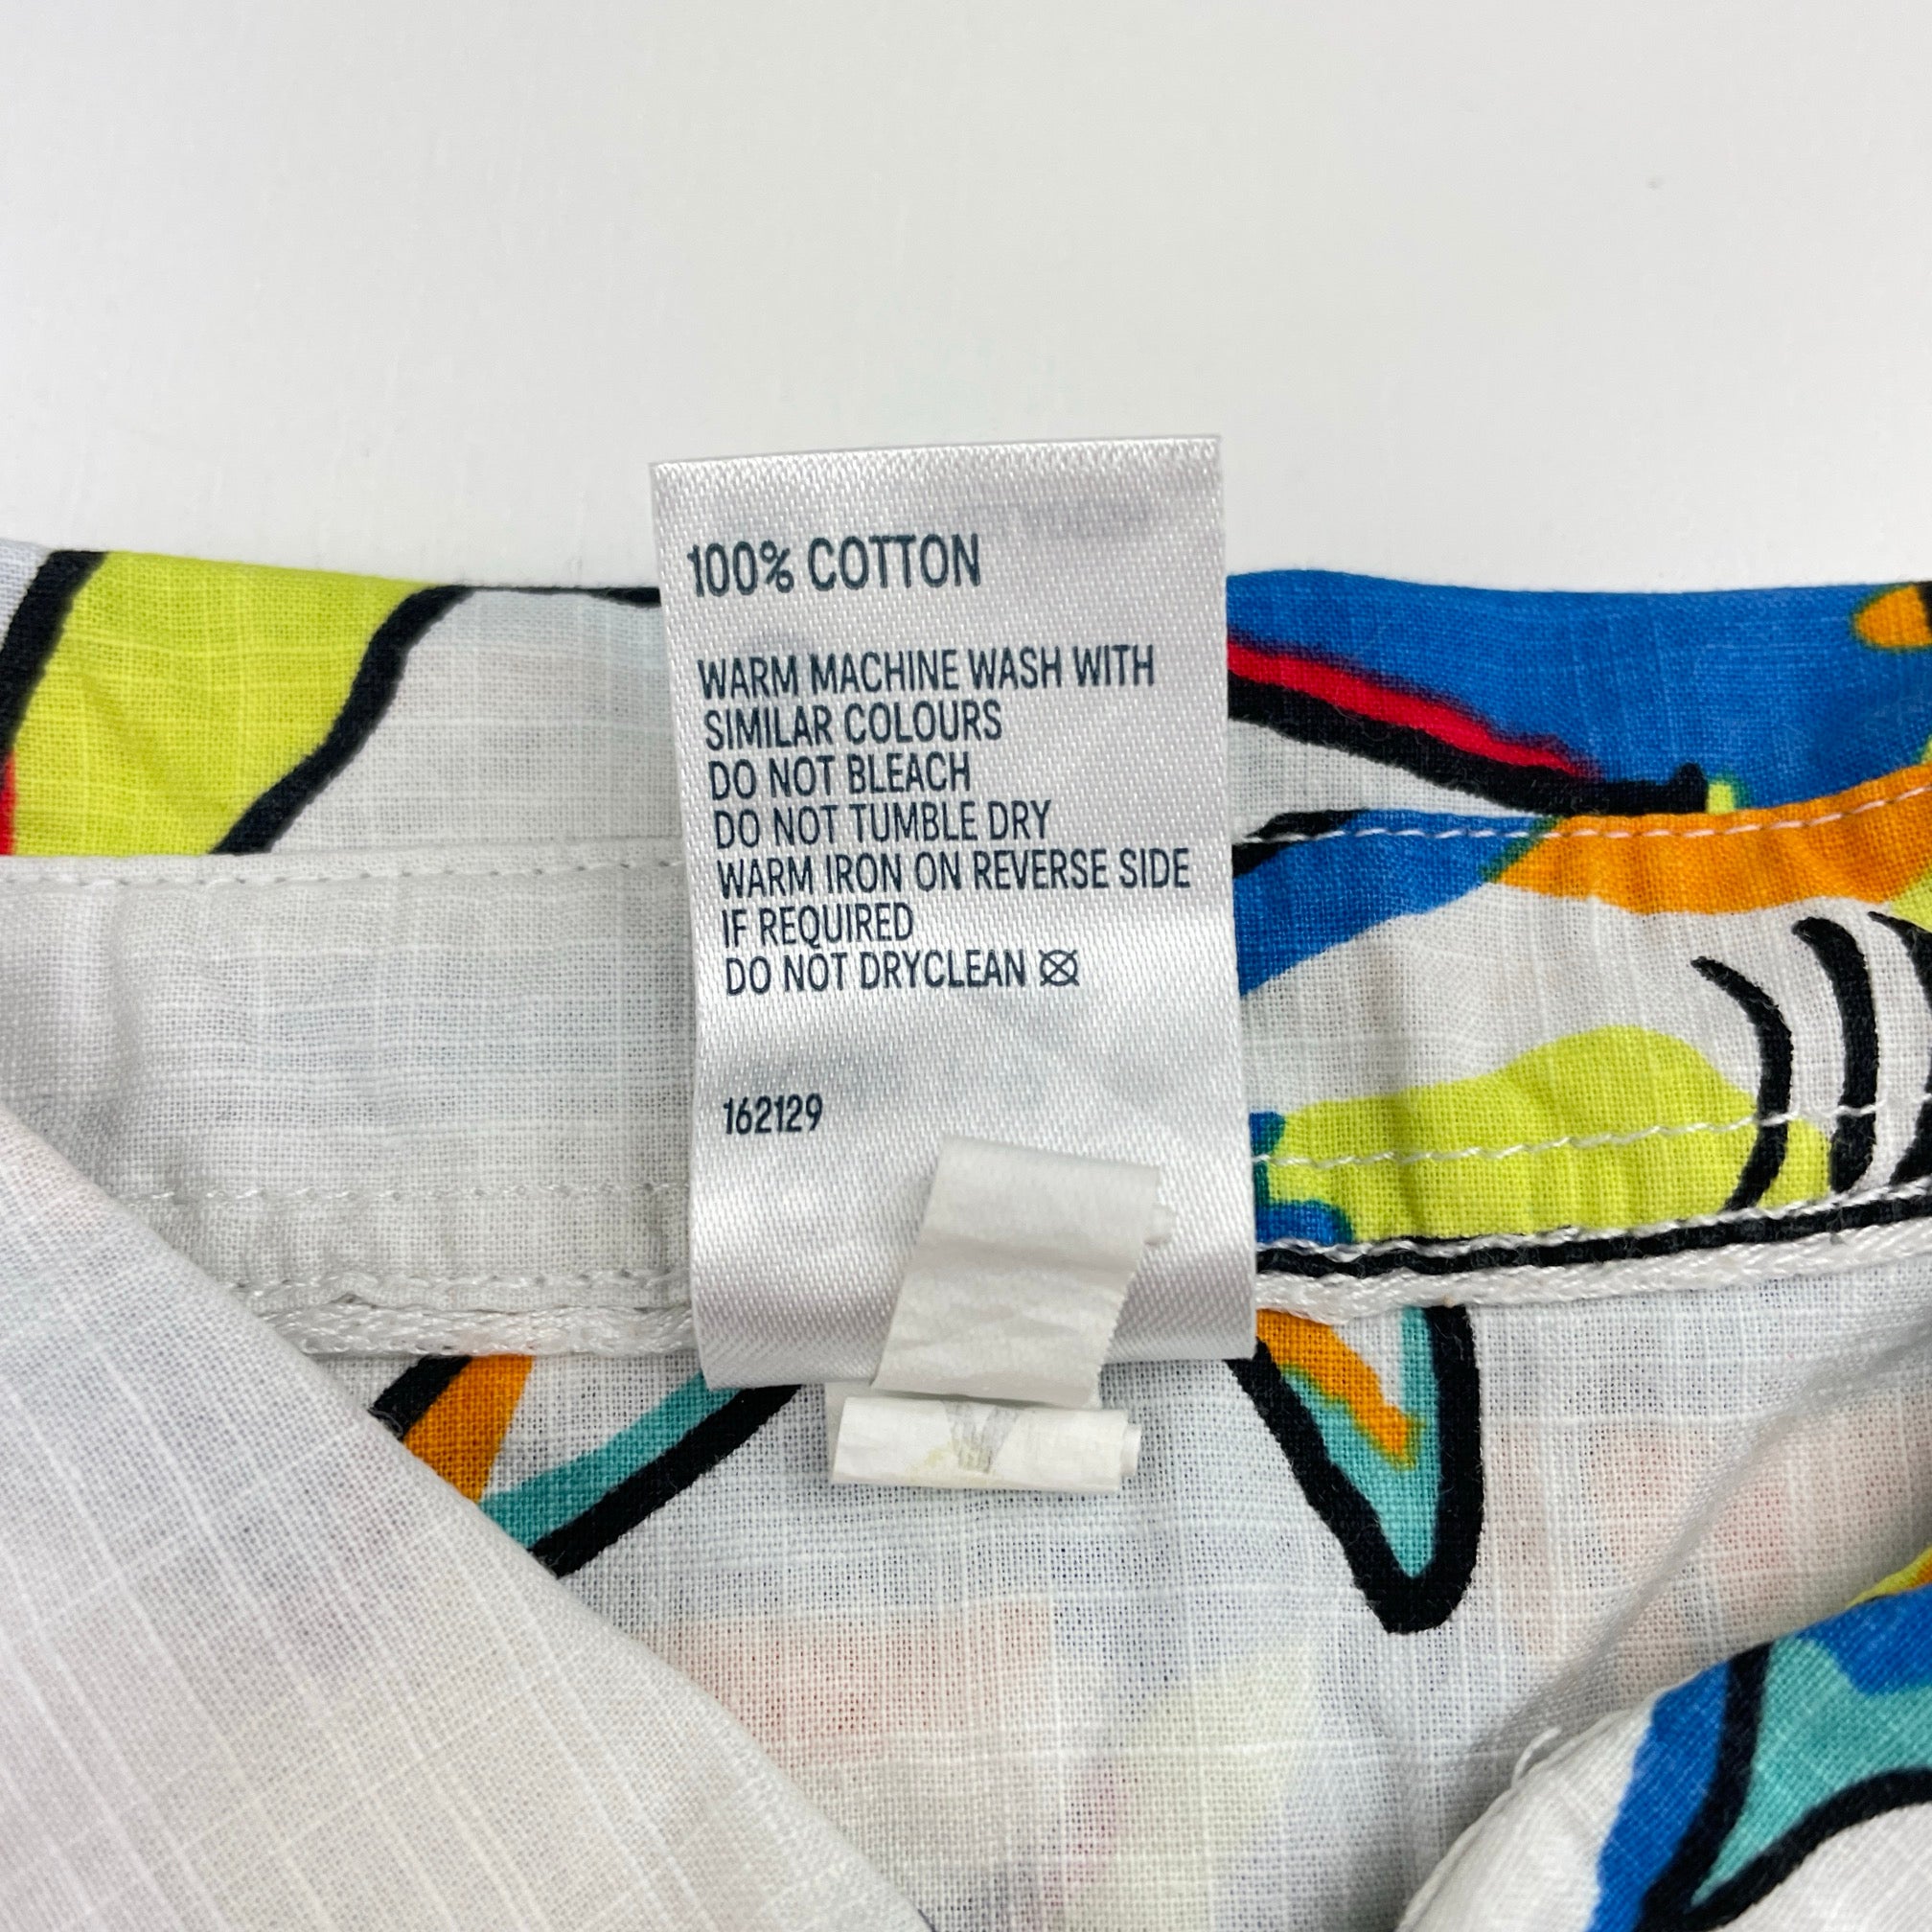 100% COTTON
WARM MACHINE WASH WITH
SIMILAR COLOURS
DO NOT BLEACH
DO NOT TUMBLE DRY
WARM IRON ON REVERSE SIDE
IF REQUIRED
DO NOT DRYCLEAN
162129